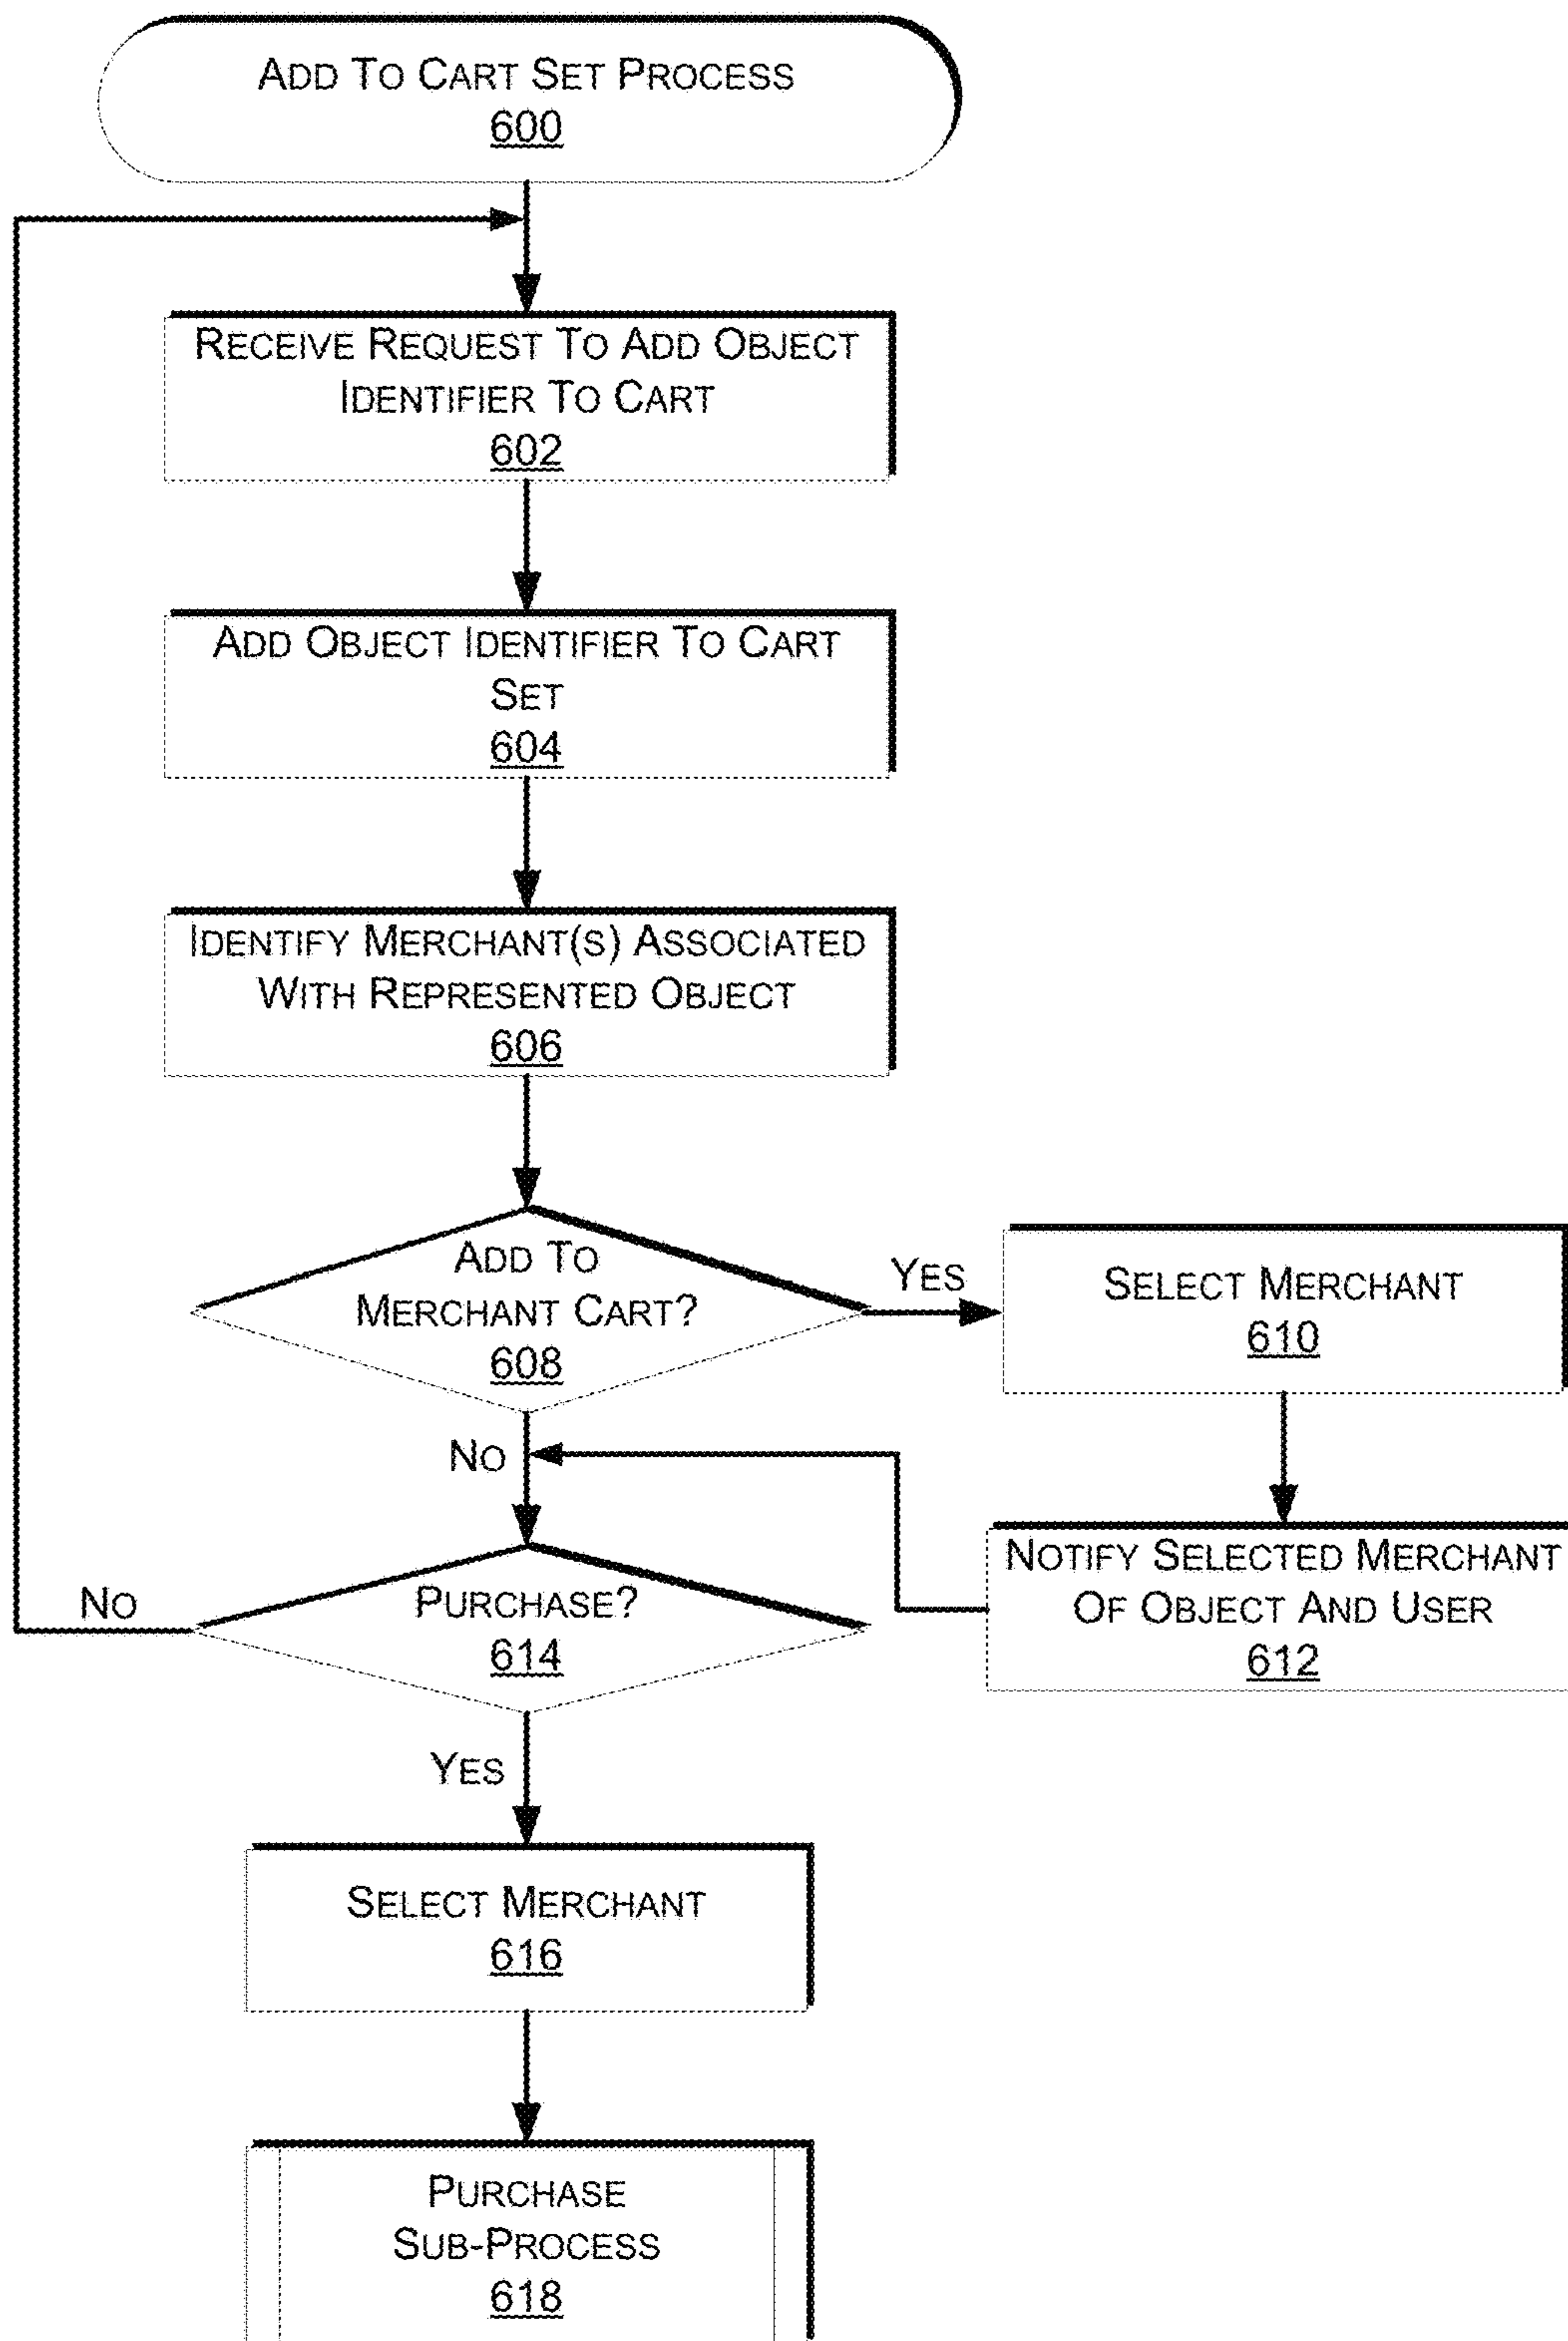 ADD TO CART SET PROCESS
600
RECEIVE REQUEST TO ADD OBJECT
IDENTIFIER TO CART
602
ADD OBJECT IDENTIFIER TO CART
SET
604
IDENTIFY MERCHANT(S) ASSOCIATED
WITH REPRESENTED OBJECT
606
ADD TO
MERCHANT CART?
608
YES
SELECT MERCHANT
610
NO
NOTIFY SELECTED MERCHANT
OF OBJECT AND USER
612
PURCHASE?
614
NO
YES
SELECT MERCHANT
616
PURCHASE
SUB-PROCESS
618